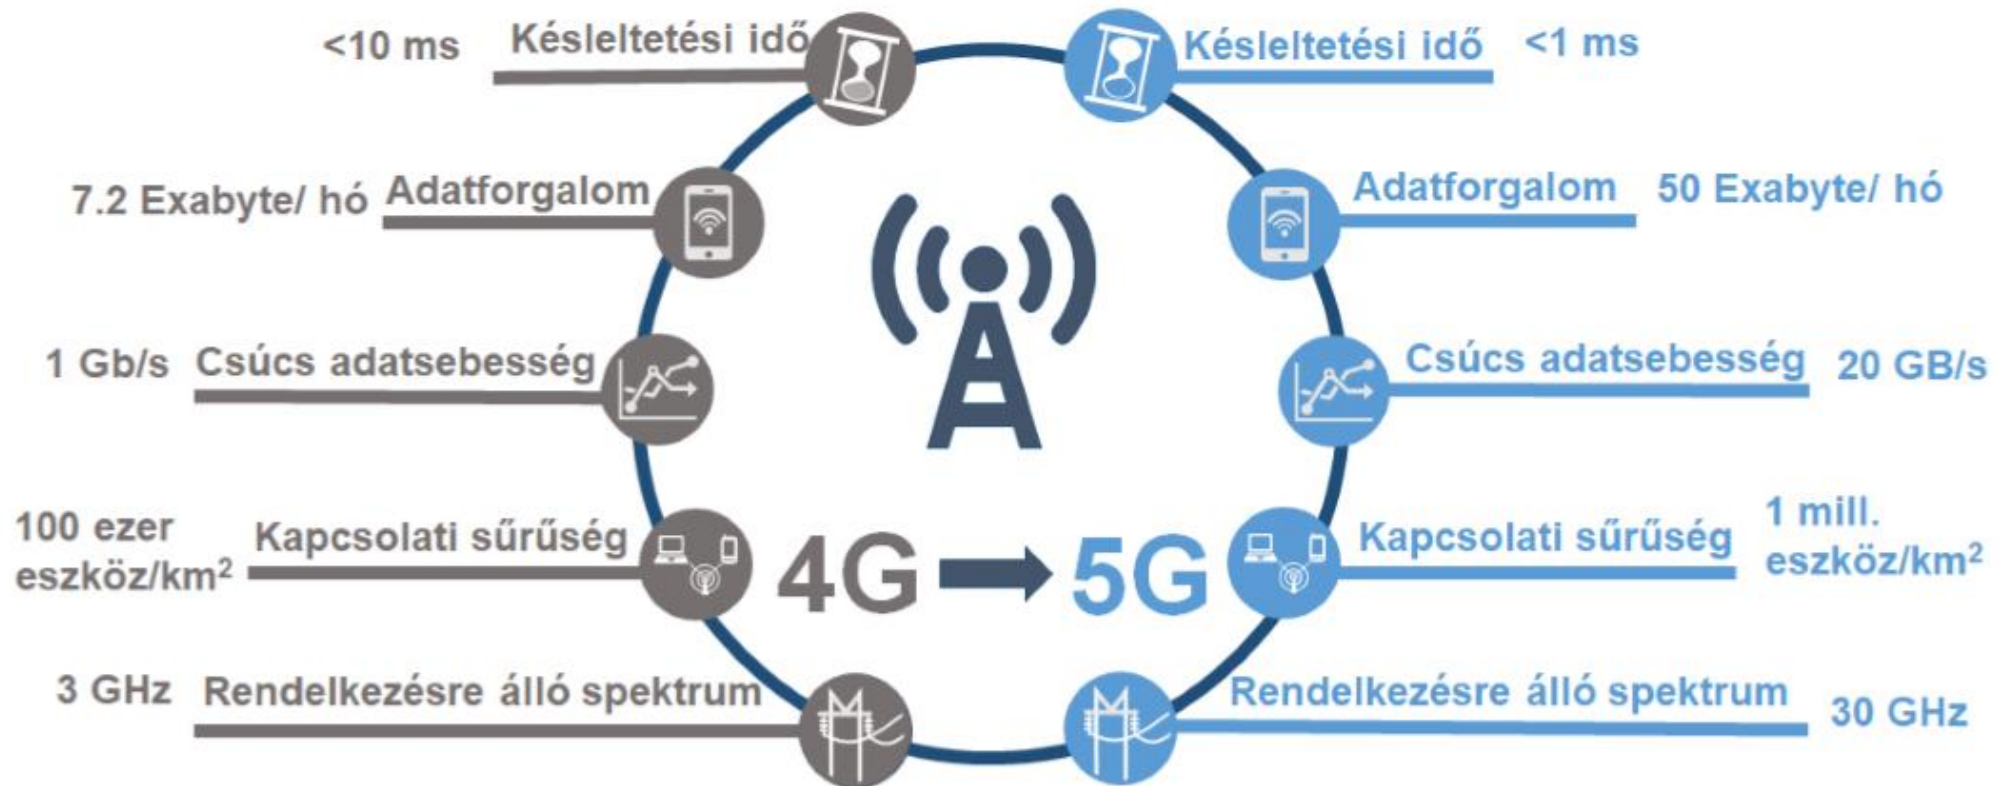 <10 ms Késleltetési idő
Késleltetési idő <1 ms
7.2 Exabyte/ hó Adatforgalom
Adatforgalom 50 Exabyte/ hó
1 Gb/s Csúcs adatsebesség
Csúcs adatsebesség 20 GB/s
100 ezer
eszköz/km²
Kapcsolati sűrűség
4G
5G
Kapcsolati sűrűség
1 mill.
eszköz/km²
3 GHz Rendelkezésre álló spektrum
Rendelkezésre álló spektrum 30 GHz